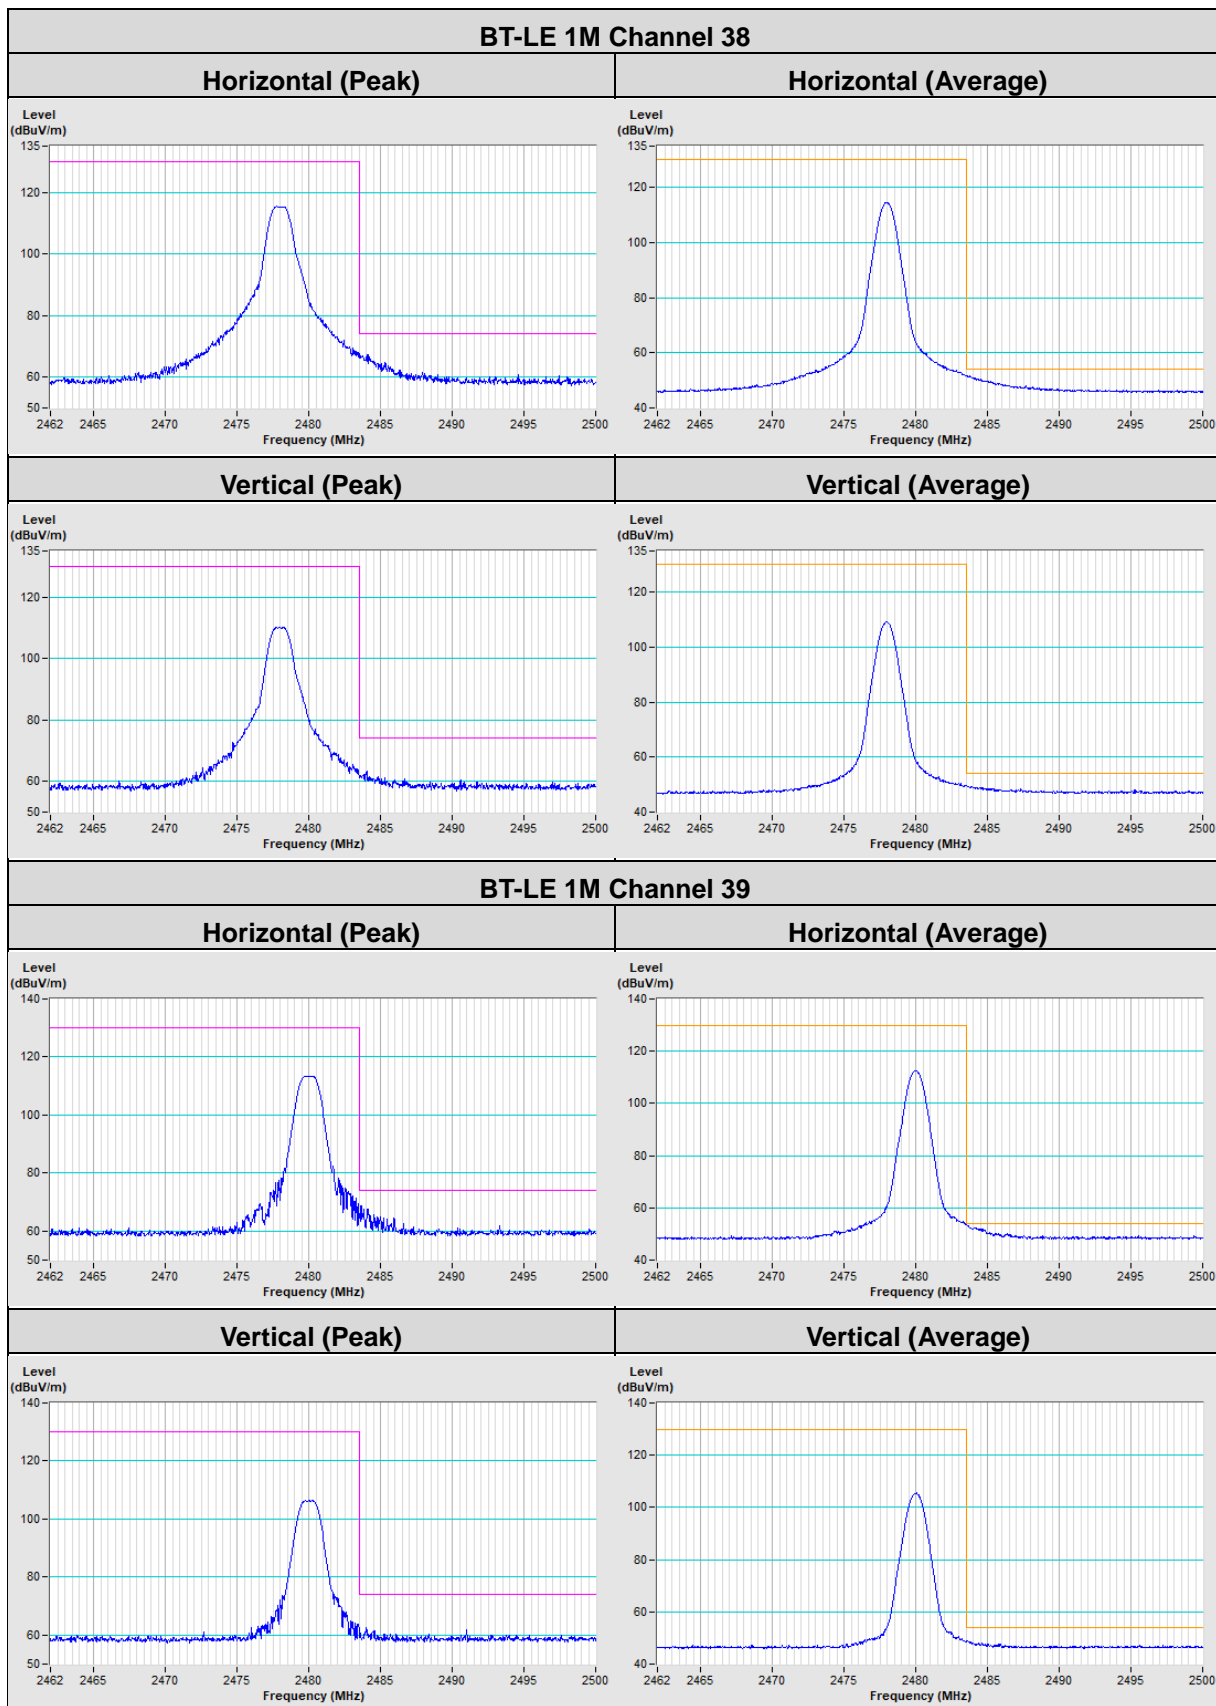 BT-LE 1M Channel 38
Horizontal (Peak) Horizontal (Average)
Level Level
(dBuV/m) (dBuV/m)
135 135
120 120
100 100
80 80
60 60
50 40
2462 2465 2470 2475 2480 2485 2490 2495 2500 2462 2465 2470 2475 2480 2485 2490 2495 2500
Frequency (MHz) Frequency (MHz)
Vertical (Peak) Vertical (Average)
Level Level
(dBuV/m) (dBuV/m)
135 135
120 120
100 100
80 80
60 60
50 40
2462 2465 2470 2475 2480 2485 2490 2495 2500 2462 2465 2470 2475 2480 2485 2490 2495 2500
Frequency (MHz) Frequency (MHz)
BT-LE 1M Channel 39
Horizontal (Peak) Horizontal (Average)
Level Level
(dBuV/m) (dBuV/m)
140 140
120 120
100 100
80 80
60 60
50 40
2462 2465 2470 2475 2480 2485 2490 2495 2500 2462 2465 2470 2475 2480 2485 2490 2495 2500
Frequency (MHz) Frequency (MHz)
Vertical (Peak) Vertical (Average)
Level Level
(dBuV/m) (dBuV/m)
140 140
120 120
100 100
80 80
60 60
50 40
2462 2465 2470 2475 2480 2485 2490 2495 2500 2462 2465 2470 2475 2480 2485 2490 2495 2500
Frequency (MHz) Frequency (MHz)